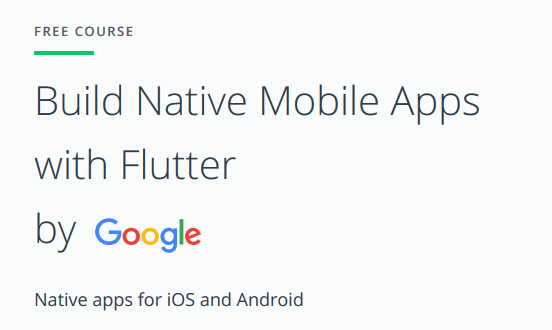 FREE COURSE
Build Native Mobile Apps
with Flutter
by Google
Native apps for iOS and Android